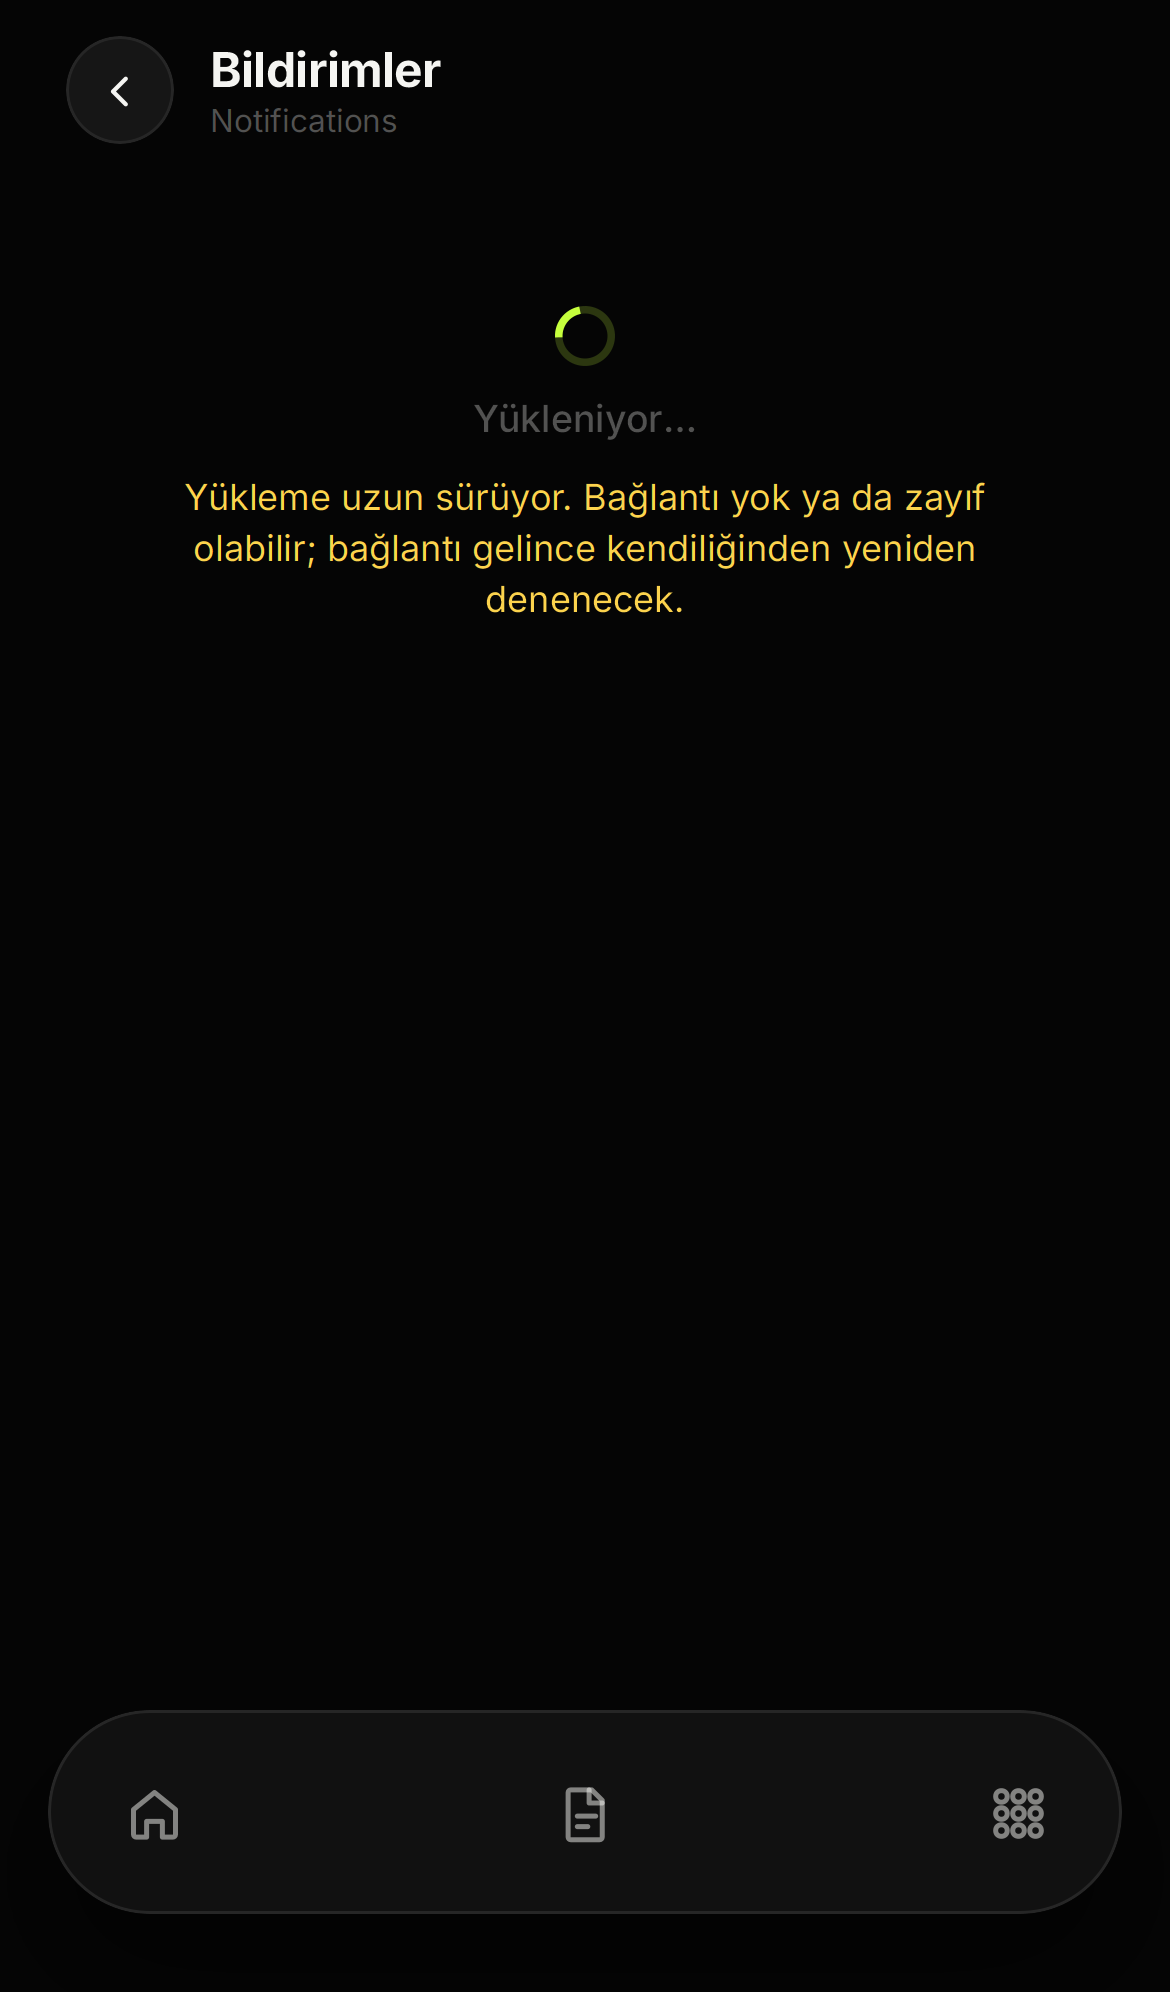 Bildirimler
Notifications
Yükleniyor...
Yükleme uzun sürüyor. Bağlantı yok ya da zayıf
olabilir; bağlantı gelince kendiliğinden yeniden
denenecek.